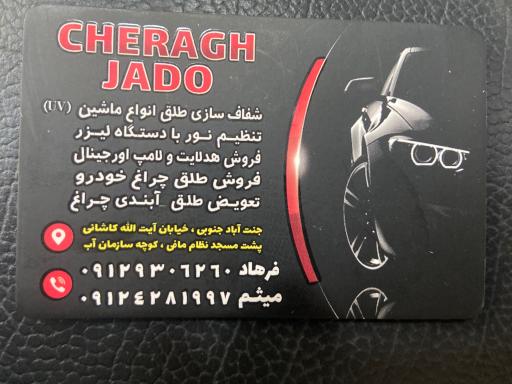 CHERAGH
JADO
شفاف سازی طلق انواع ماشین (UV)
تنظیم نور با دستگاه لیزر
فروش هدلایت و لامپ اورجینال
فروش طلق چراغ خودرو
تعویض طلق آبندی چراغ
جنت آباد جنوبی ، خیابان آیت الله کاشانی
پشت مسجد نظام مافی ، کوچه سازمان آب
فرهاد ۰۹۱۲۹۳۰۶۲۶۰
میثم ۰۹۱۲٤۲۸۱۹۹۷